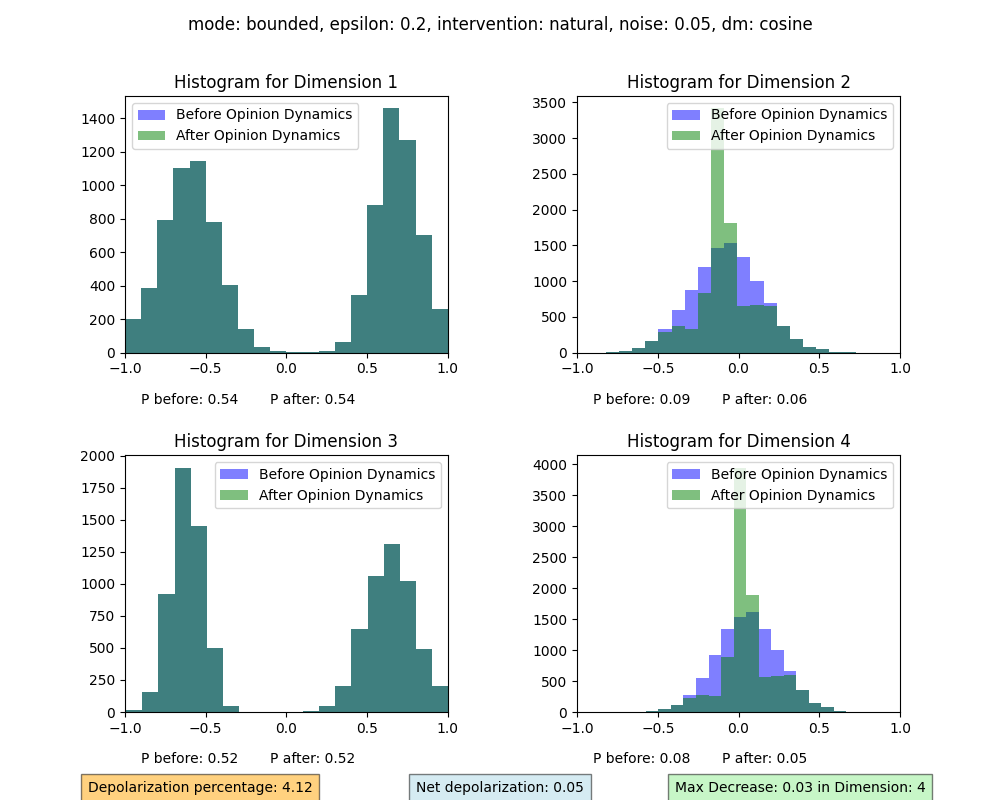 mode: bounded, epsilon: 0.2, intervention: natural, noise: 0.05, dm: cosine
Histogram for Dimension 1
Before Opinion Dynamics
After Opinion Dynamics
1400
1200
1000
800
600
400
200
0
−1.0 −0.5 0.0 0.5 1.0
P before: 0.54 P after: 0.54
Histogram for Dimension 2
Before Opinion Dynamics
After Opinion Dynamics
3500
3000
2500
2000
1500
1000
500
0
−1.0 −0.5 0.0 0.5 1.0
P before: 0.09 P after: 0.06
Histogram for Dimension 3
Before Opinion Dynamics
After Opinion Dynamics
2000
1750
1500
1250
1000
750
500
250
0
−1.0 −0.5 0.0 0.5 1.0
P before: 0.52 P after: 0.52
Histogram for Dimension 4
Before Opinion Dynamics
After Opinion Dynamics
4000
3500
3000
2500
2000
1500
1000
500
0
−1.0 −0.5 0.0 0.5 1.0
P before: 0.08 P after: 0.05
Depolarization percentage: 4.12
Net depolarization: 0.05
Max Decrease: 0.03 in Dimension: 4